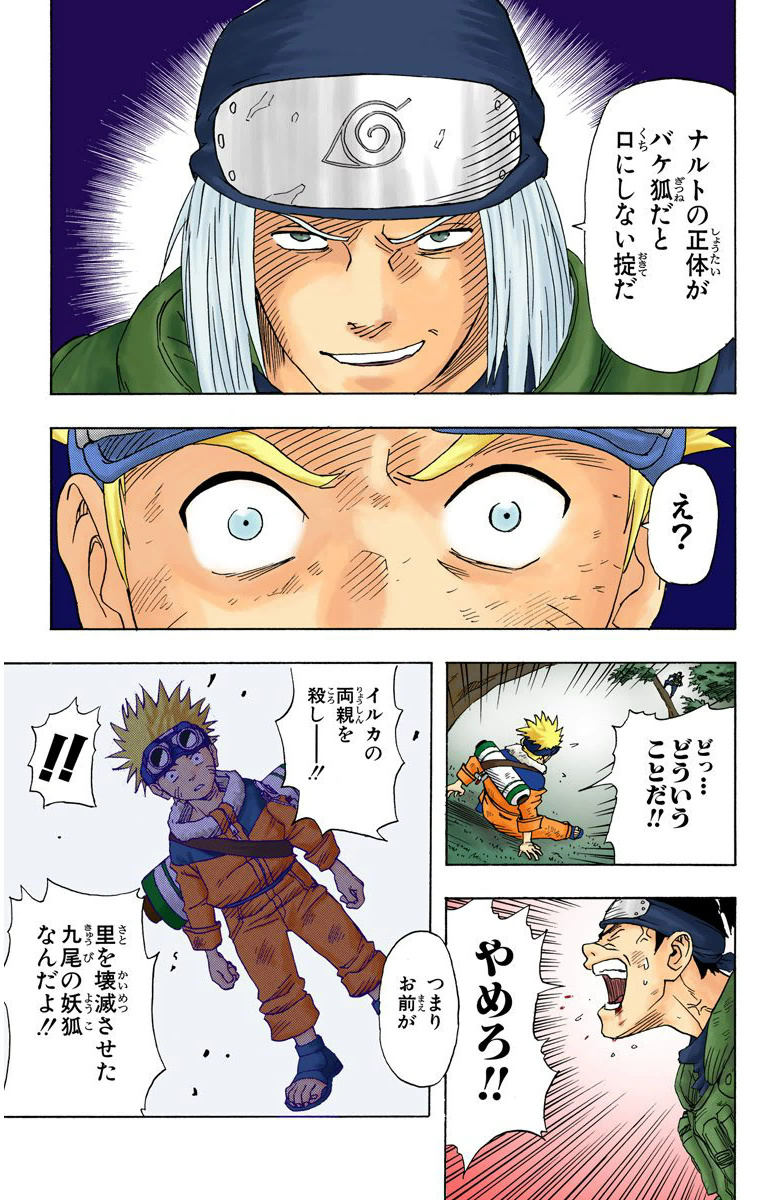 ナルトの正体が
バケ狐だと
口にしない掟だ
え?
どっ…
どういう
ことだ!!
やめろ!!
イルカの
両親を
殺し——!!
!!
つまり
お前が
里を壊滅させた
九尾の妖狐
なんだよ!!